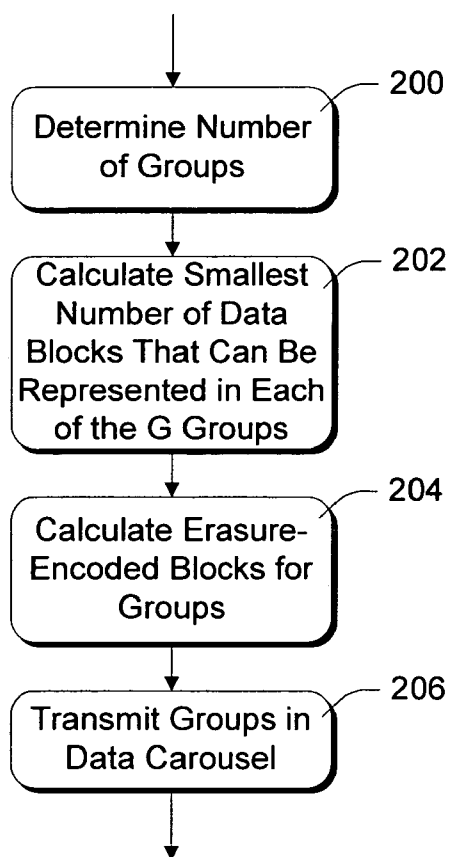 200
Determine Number
of Groups
202
Calculate Smallest
Number of Data
Blocks That Can Be
Represented in Each
of the G Groups
204
Calculate Erasure-
Encoded Blocks for
Groups
206
Transmit Groups in
Data Carousel